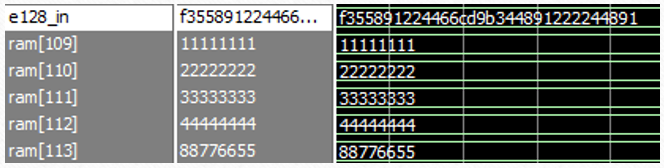 e128_in f355891224466... f355891224466cd9b344891222244891
ram[109] 11111111 11111111
ram[110] 22222222 22222222
ram[111] 33333333 33333333
ram[112] 44444444 44444444
ram[113] 88776655 88776655